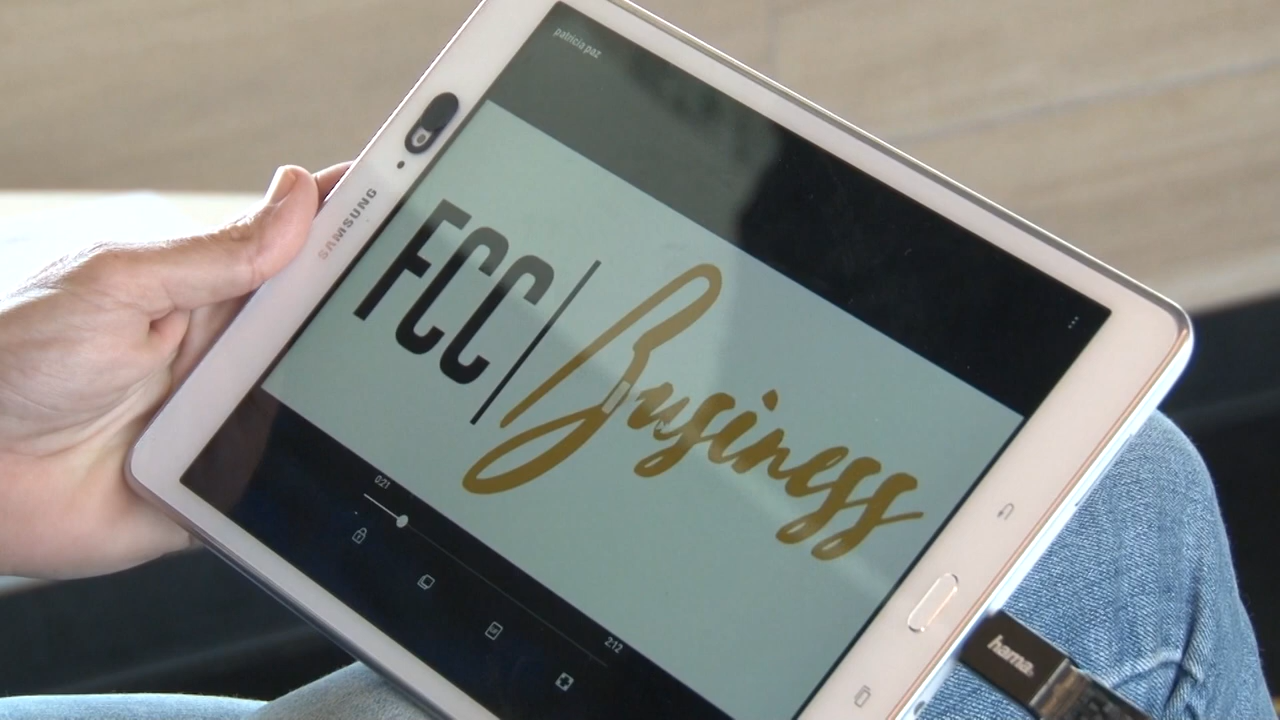 patricia paz
SAMSUNG
FCC | Business
0:21
2:12
hama